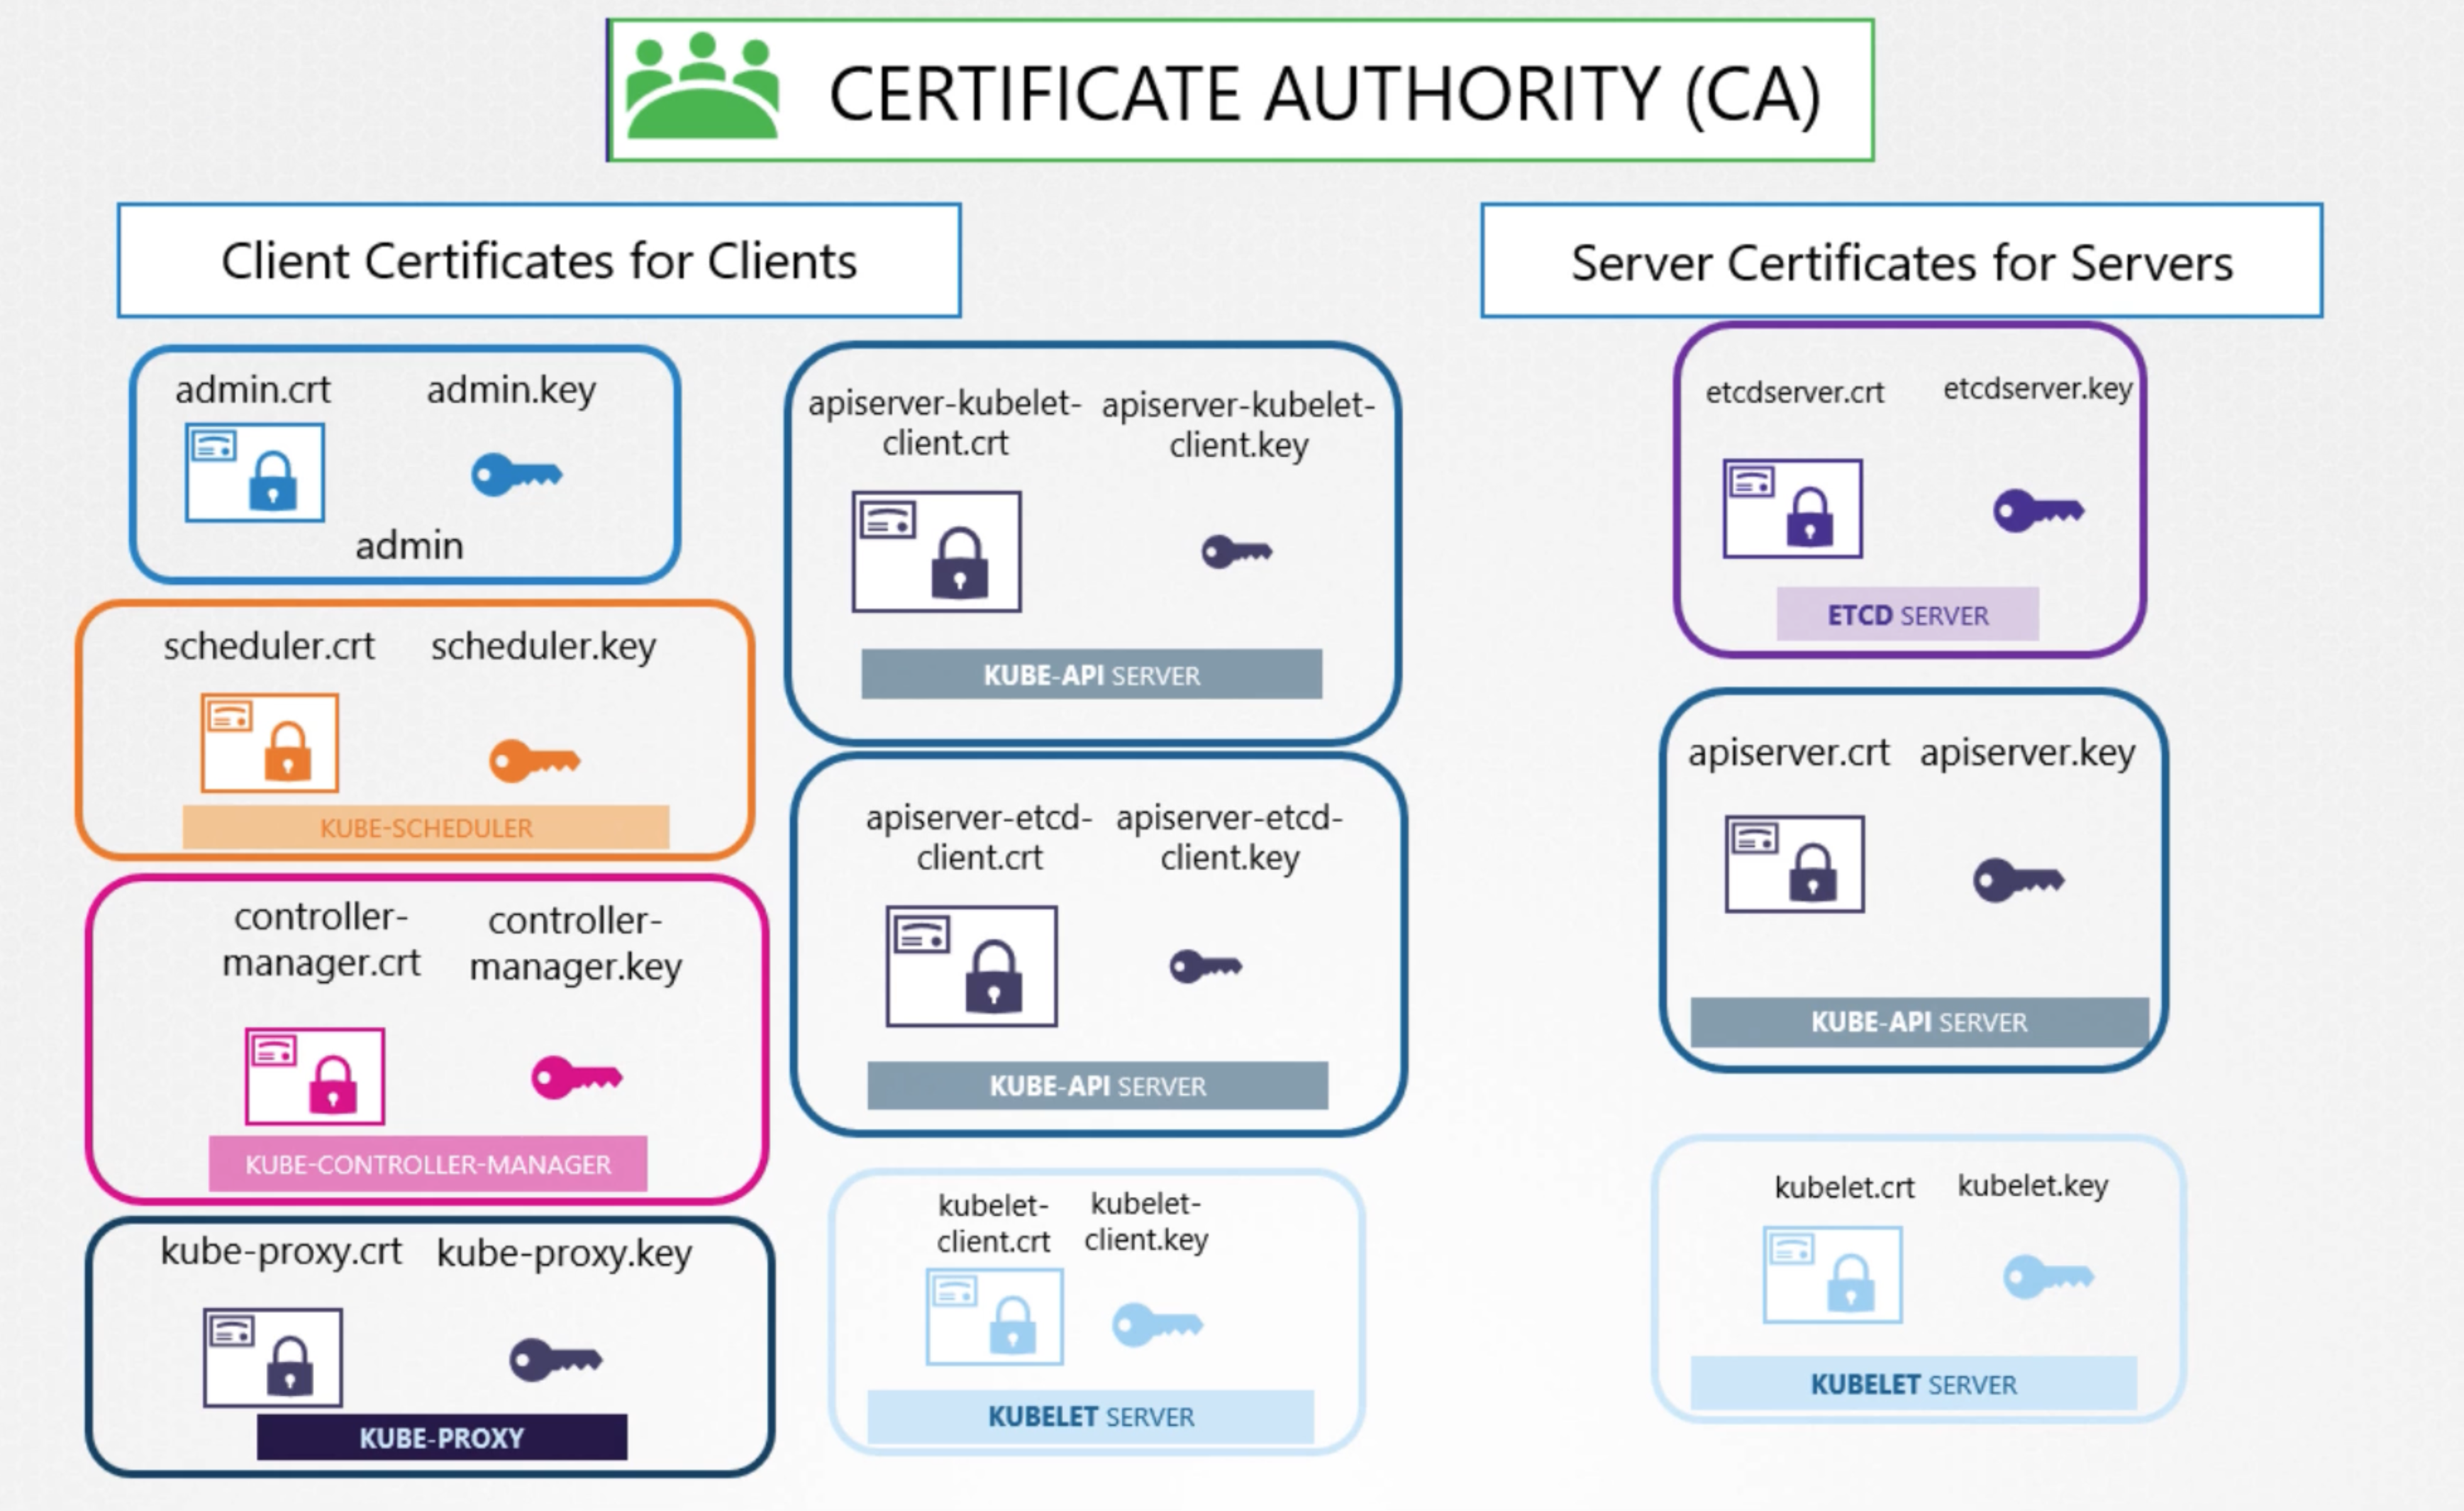 CERTIFICATE AUTHORITY (CA)
Client Certificates for Clients
admin.crt
admin.key
admin
scheduler.crt
scheduler.key
KUBE-SCHEDULER
controller-
manager.crt
controller-
manager.key
KUBE-CONTROLLER-MANAGER
kube-proxy.crt
kube-proxy.key
KUBE-PROXY
apiserver-kubelet-
client.crt
apiserver-kubelet-
client.key
KUBE-API SERVER
apiserver-etcd-
client.crt
apiserver-etcd-
client.key
KUBE-API SERVER
kubelet-
client.crt
kubelet-
client.key
KUBELET SERVER
Server Certificates for Servers
etcdserver.crt
etcdserver.key
ETCD SERVER
apiserver.crt
apiserver.key
KUBE-API SERVER
kubelet.crt
kubelet.key
KUBELET SERVER